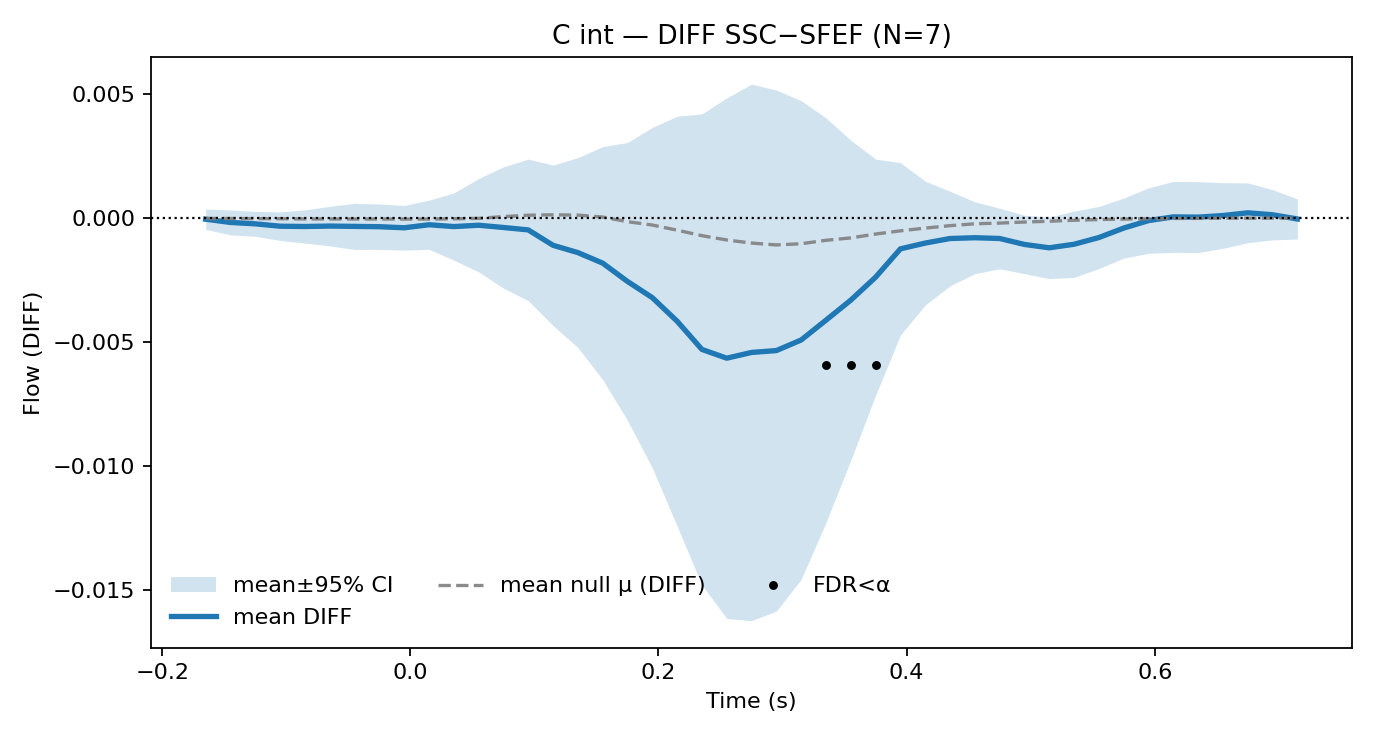 C int — DIFF SSC−SFEF (N=7)
Flow (DIFF)
0.005
0.000
−0.005
−0.010
−0.015
mean±95% CI
mean DIFF
mean null μ (DIFF)
FDR<α
−0.2
0.0
0.2
0.4
0.6
Time (s)